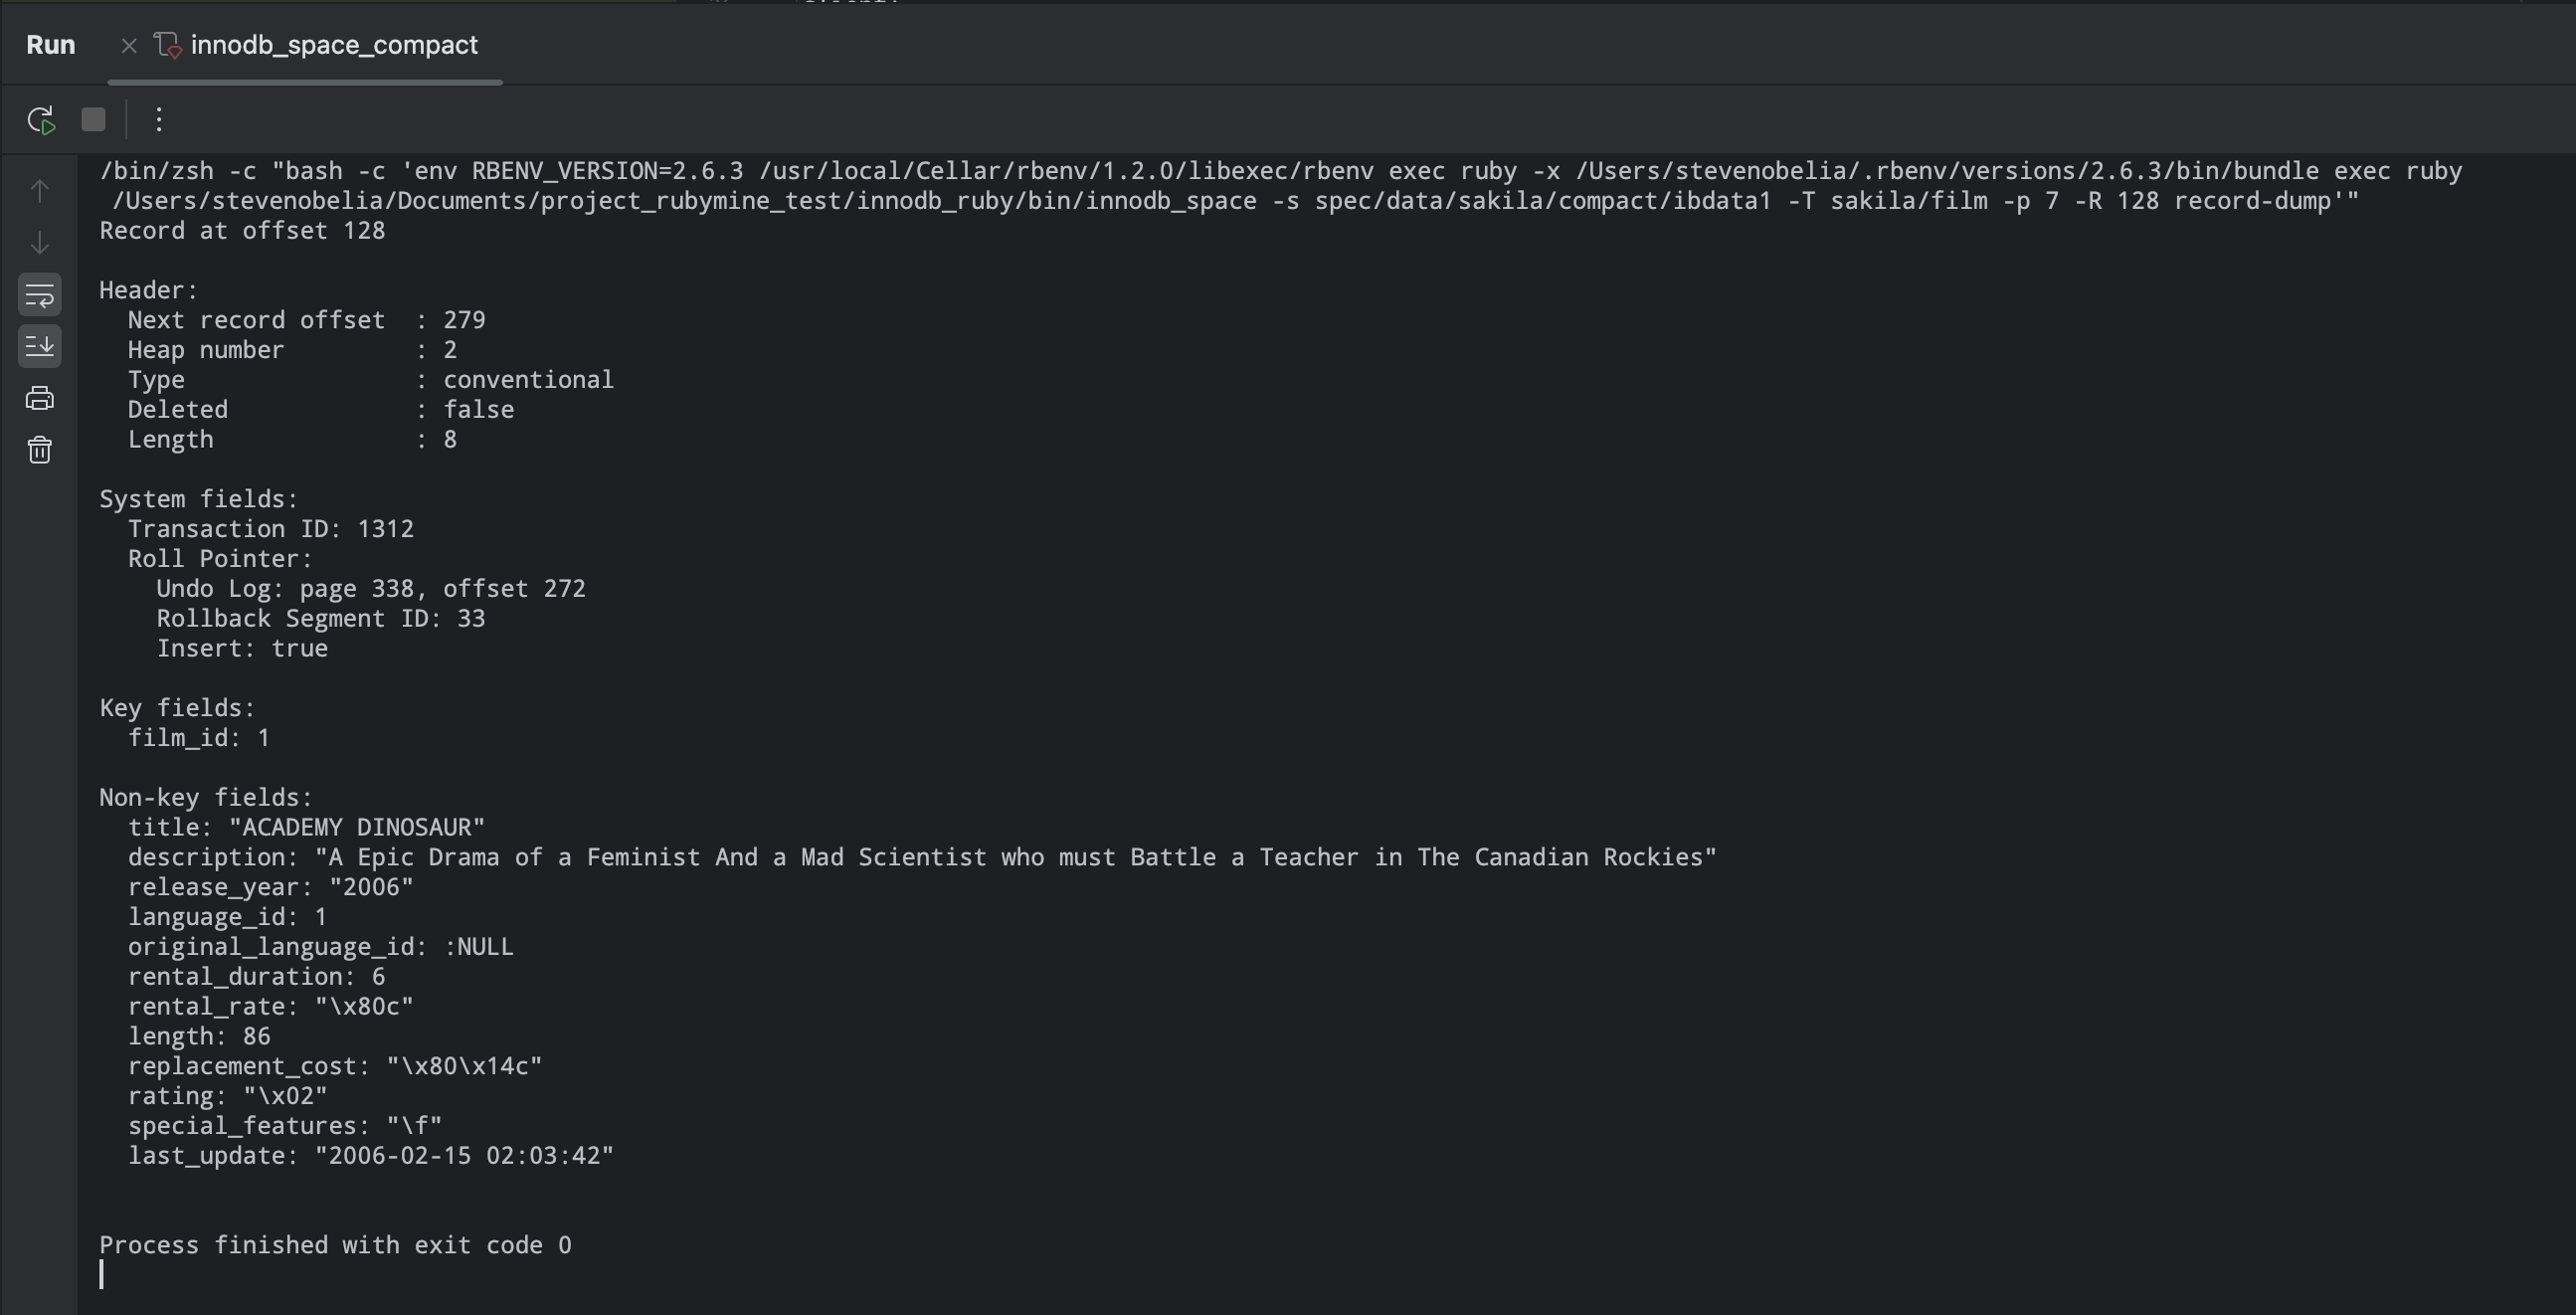 Run innodb_space_compact
/bin/zsh -c "bash -c 'env RBENV_VERSION=2.6.3 /usr/local/Cellar/rbenv/1.2.0/libexec/rbenv exec ruby -x /Users/stevenobelia/.rbenv/versions/2.6.3/bin/bundle exec ruby
/Users/stevenobelia/Documents/project_rubymine_test/innodb_ruby/bin/innodb_space -s spec/data/sakila/compact/ibdata1 -T sakila/film -p 7 -R 128 record-dump'"
Record at offset 128
Header:
Next record offset : 279
Heap number : 2
Type : conventional
Deleted : false
Length : 8
System fields:
Transaction ID: 1312
Roll Pointer:
Undo Log: page 338, offset 272
Rollback Segment ID: 33
Insert: true
Key fields:
film_id: 1
Non-key fields:
title: "ACADEMY DINOSAUR"
description: "A Epic Drama of a Feminist And a Mad Scientist who must Battle a Teacher in The Canadian Rockies"
release_year: "2006"
language_id: 1
original_language_id: :NULL
rental_duration: 6
rental_rate: "\x80c"
length: 86
replacement_cost: "\x80\x14c"
rating: "\x02"
special_features: "\f"
last_update: "2006-02-15 02:03:42"
Process finished with exit code 0